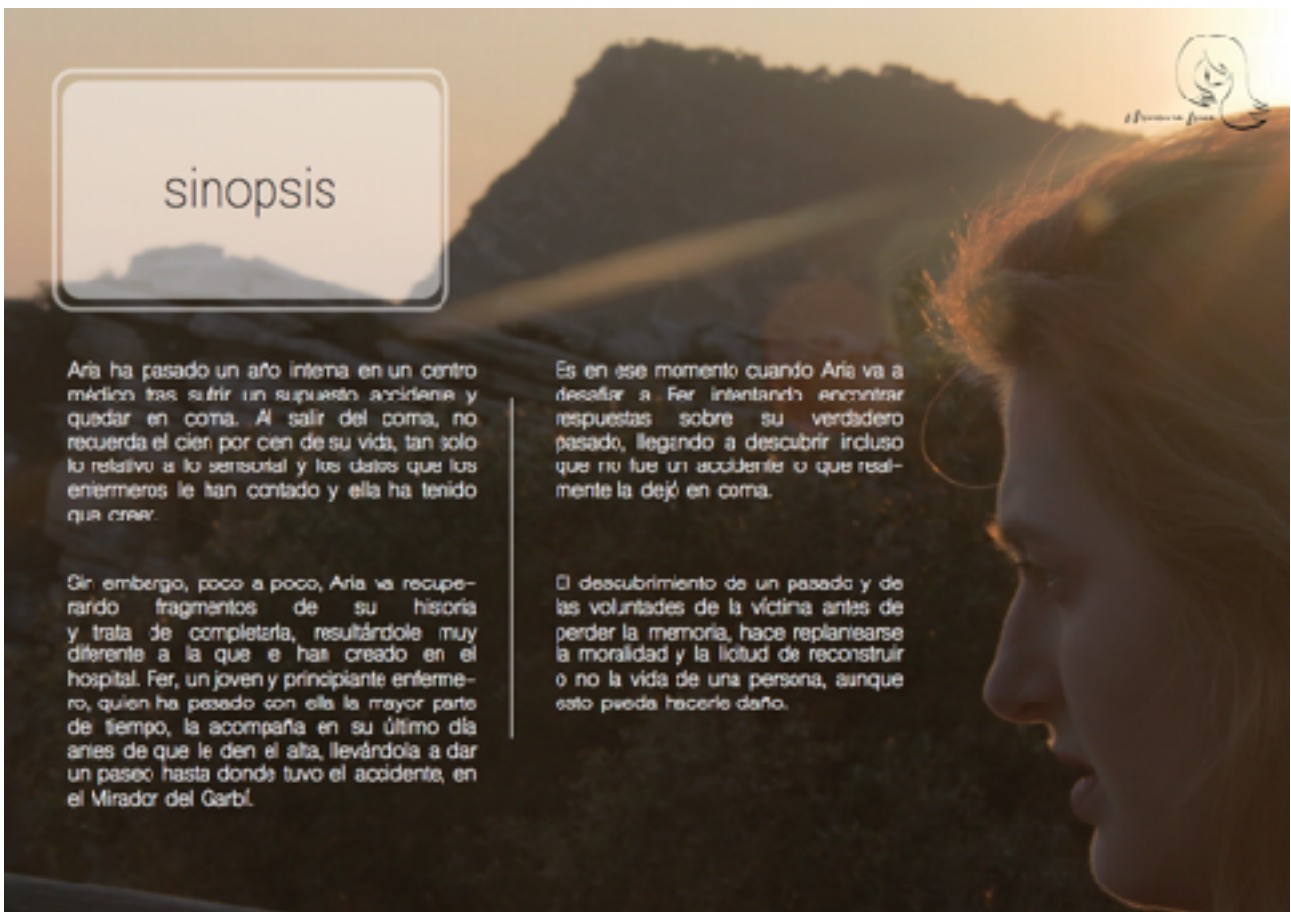 sinopsis
Aria ha pasado un año interna en un centro
médico tras sufrir un supuesto accidente y
quedar en coma. Al salir del coma, no
recuerda el cien por cien de su vida, tan solo
lo relativo a lo sensorial y los datos que los
enfermeros le han contado y ella ha tenido
que creer.
Sin embargo, poco a poco, Aria va recupe-
rando fragmentos de su historia
y trata de completarla, resultándole muy
diferente a la que le han creado en el
hospital. Fer, un joven y principiante enferme-
ro, quien ha pasado con ella la mayor parte
de tiempo, la acompaña en su último día
antes de que le den el alta, llevándola a dar
un paseo hasta donde tuvo el accidente, en
el Mirador del Garbí.
Es en ese momento cuando Aria va a
desafiar a Fer intentando encontrar
respuestas sobre su verdadero
pasado, llegando a descubrir incluso
que no fue un accidente lo que real-
mente la dejó en coma.
El descubrimiento de un pasado y de
las voluntades de la víctima antes de
perder la memoria, hace replantearse
la moralidad y la licitud de reconstruir
o no la vida de una persona, aunque
esto pueda hacerle daño.